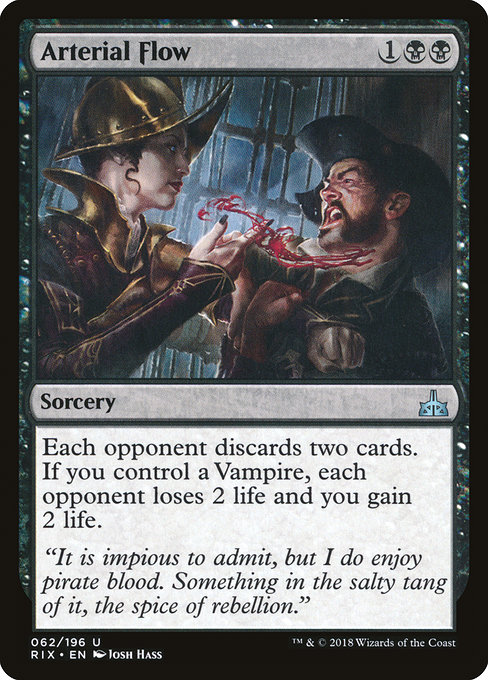 Arterial Flow 1
Sorcery
Each opponent discards two cards.
If you control a Vampire, each
opponent loses 2 life and you gain
2 life.
“It is impious to admit, but I do enjoy
pirate blood. Something in the salty tang
of it, the spice of rebellion.”
062/196 U
RIX • EN Josh Hass
™ & © 2018 Wizards of the Coast